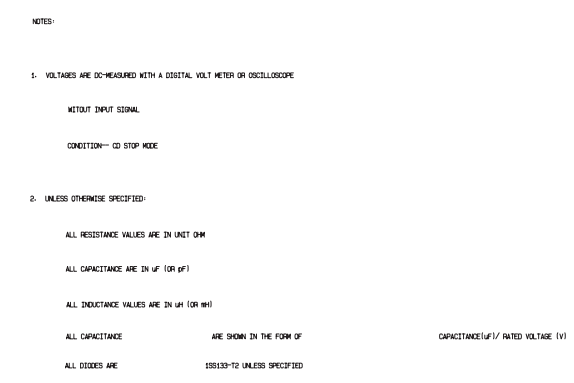 NOTES:
1. VOLTAGES ARE DC-MEASURED WITH A DIGITAL VOLT METER OR OSCILLOSCOPE
WITOUT INPUT SIGNAL
CONDITION-- CD STOP MODE
2. UNLESS OTHERWISE SPECIFIED:
ALL RESISTANCE VALUES ARE IN UNIT OHM
ALL CAPACITANCE ARE IN uF (OR pF)
ALL INDUCTANCE VALUES ARE IN uH (OR mH)
ALL CAPACITANCE ARE SHOWN IN THE FORM OF CAPACITANCE(uF)/ RATED VOLTAGE (V)
ALL DIODES ARE 1SS133-T2 UNLESS SPECIFIED